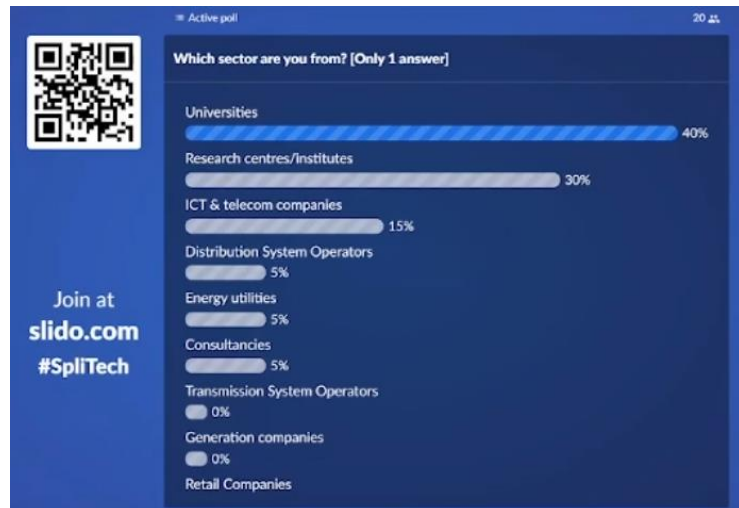 Active poll
20
Join at
slido.com
#SpliTech
Which sector are you from? [Only 1 answer]
Universities
40%
Research centres/institutes
30%
ICT & telecom companies
15%
Distribution System Operators
5%
Energy utilities
5%
Consultancies
5%
Transmission System Operators
0%
Generation companies
0%
Retail Companies